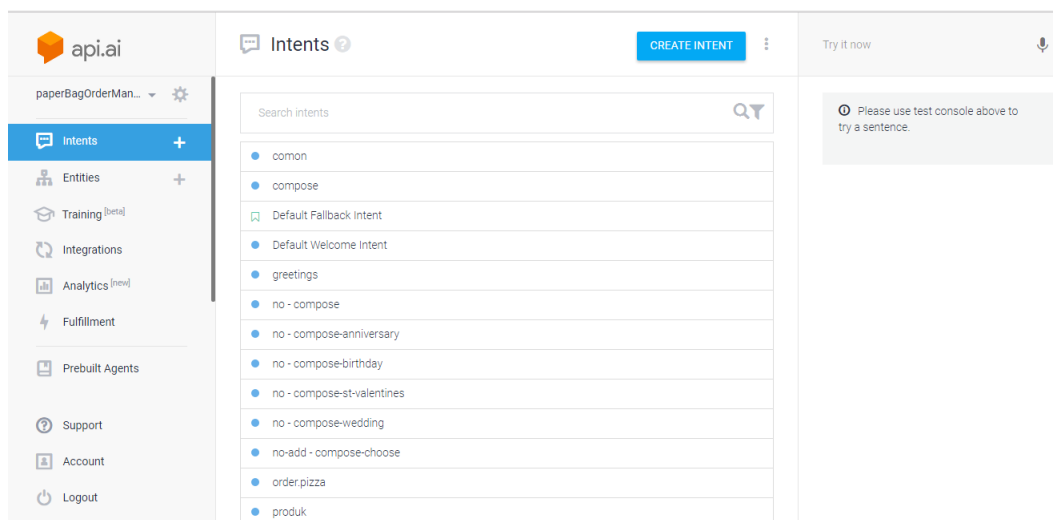 api.ai
paperBagOrderMan...
Intents
Entities
Training [beta]
Integrations
Analytics [new]
Fulfillment
Prebuilt Agents
Support
Account
Logout
Intents
CREATE INTENT
Search intents
comon
compose
Default Fallback Intent
Default Welcome Intent
greetings
no - compose
no - compose-anniversary
no - compose-birthday
no - compose-st-valentines
no - compose-wedding
no-add - compose-choose
order.pizza
produk
Try it now
Please use test console above to
try a sentence.